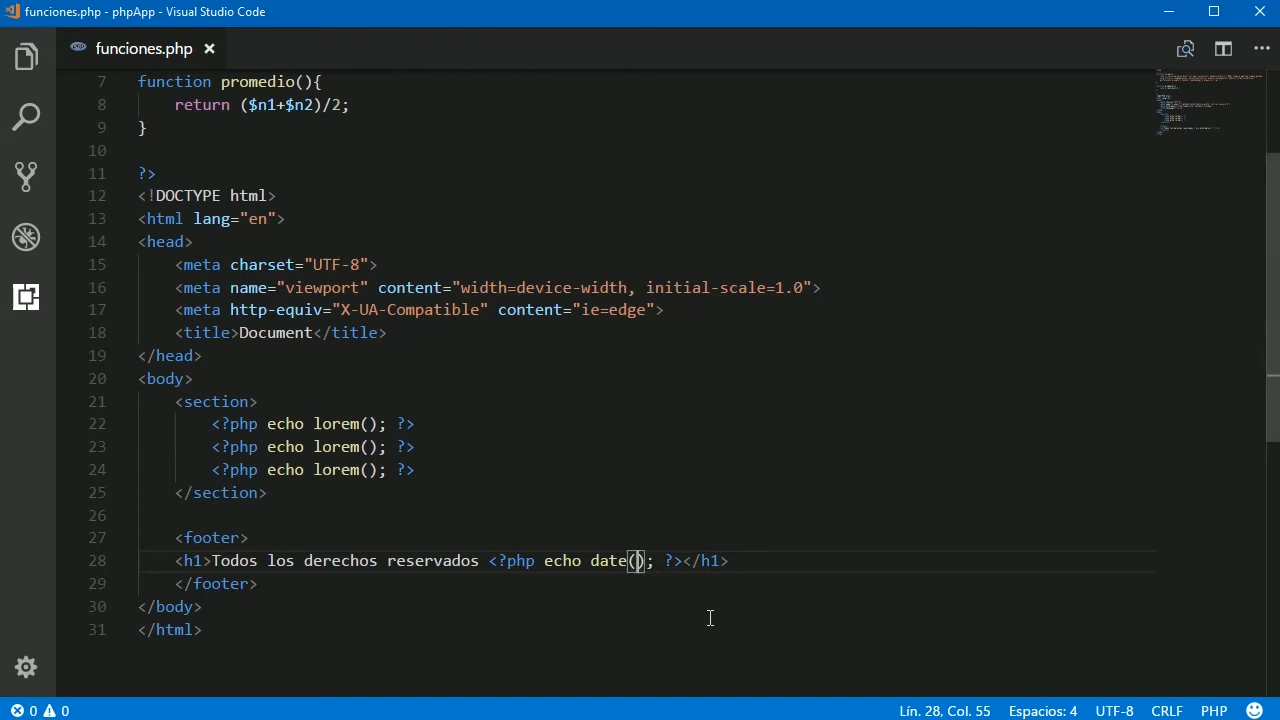 funciones.php - phpApp - Visual Studio Code
funciones.php
7 function promedio(){
8 return ($n1+$n2)/2;
9 }
10
11 ?>
12 <!DOCTYPE html>
13 <html lang="en">
14 <head>
15 <meta charset="UTF-8">
16 <meta name="viewport" content="width=device-width, initial-scale=1.0">
17 <meta http-equiv="X-UA-Compatible" content="ie=edge">
18 <title>Document</title>
19 </head>
20 <body>
21 <section>
22 <?php echo lorem(); ?>
23 <?php echo lorem(); ?>
24 <?php echo lorem(); ?>
25 </section>
26
27 <footer>
28 <h1>Todos los derechos reservados <?php echo date(); ?></h1>
29 </footer>
30 </body>
31 </html>
0 0 Lín. 28, Col. 55 Espacios: 4 UTF-8 CRLF PHP